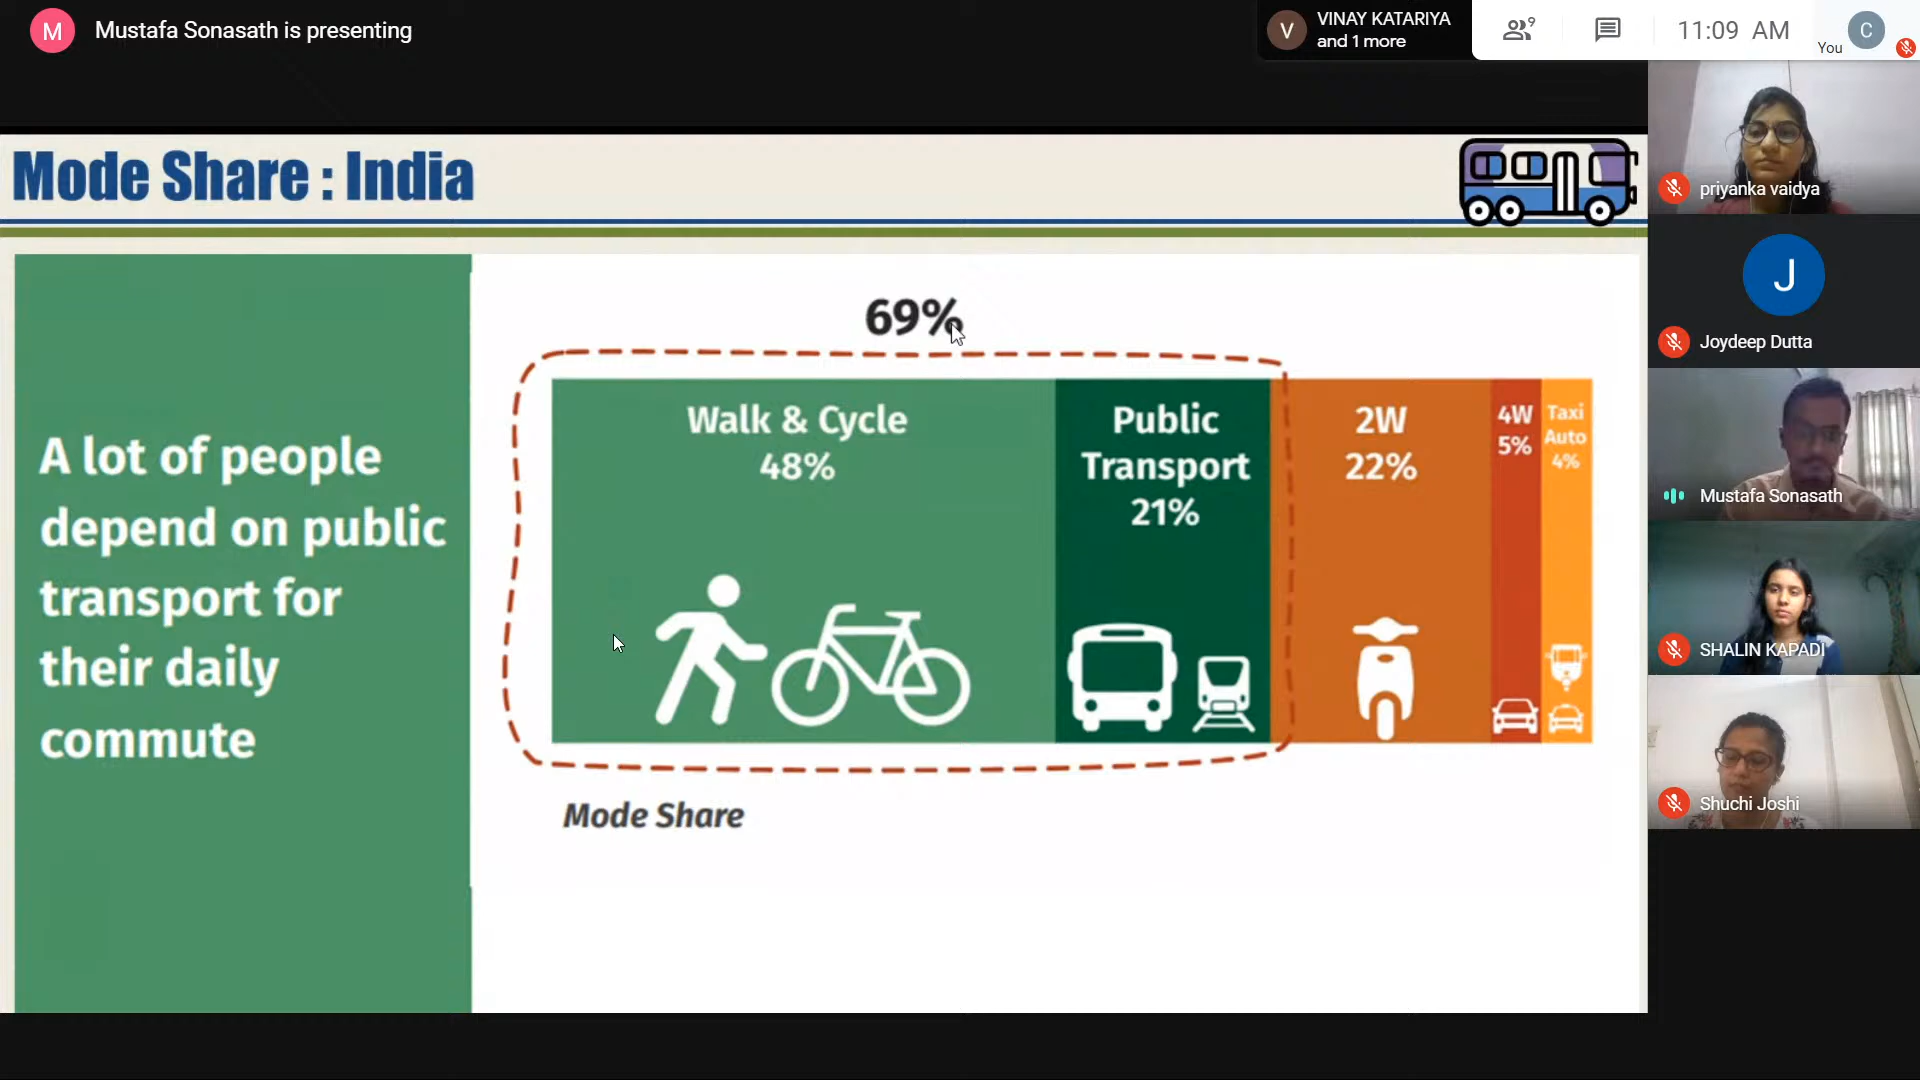 M
Mustafa Sonasath is presenting
V
VINAY KATARIYA
and 1 more
9
11:09 AM
You
C
Mode Share : India
priyanka vaidya
J
Joydeep Dutta
Mustafa Sonasath
SHALIN KAPADI
Shuchi Joshi
A lot of people
depend on public
transport for
their daily
commute
69%
Walk & Cycle
48%
Public
Transport
21%
2W
22%
4W
5%
Taxi
Auto
4%
Mode Share